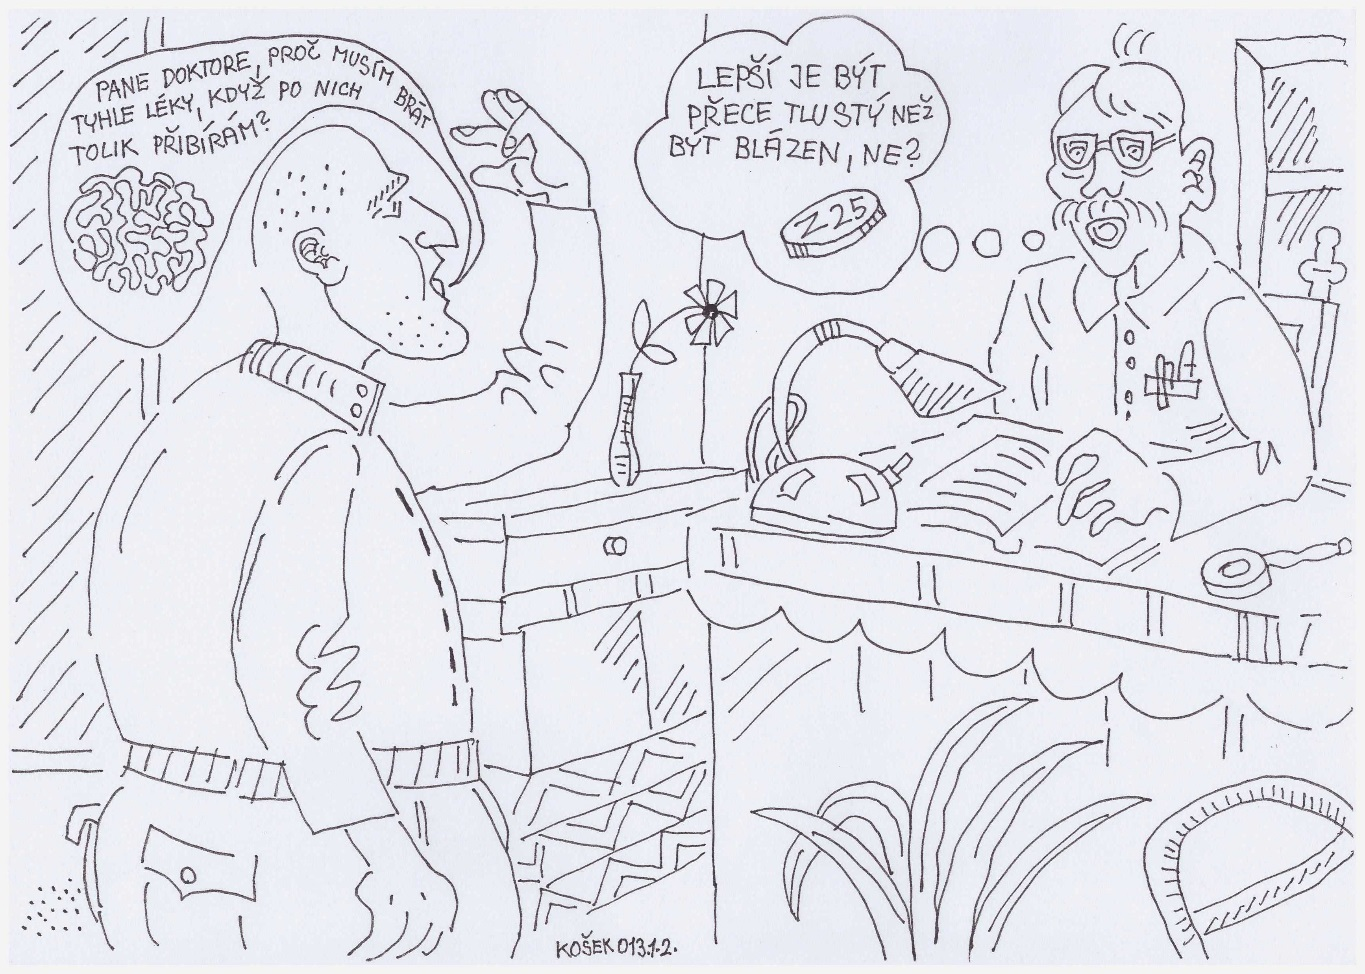 PANE DOKTORE, PROČ MUSÍM BRÁT
TYHLE LÉKY, KDYŽ PO NICH
TOLIK PŘIBÍRÁM?
LEPŠÍ JE BÝT
PŘECE TLUSTÝ NEŽ
BÝT BLÁZEN, NE?
Z 25
KOŠEK 013.1.2.